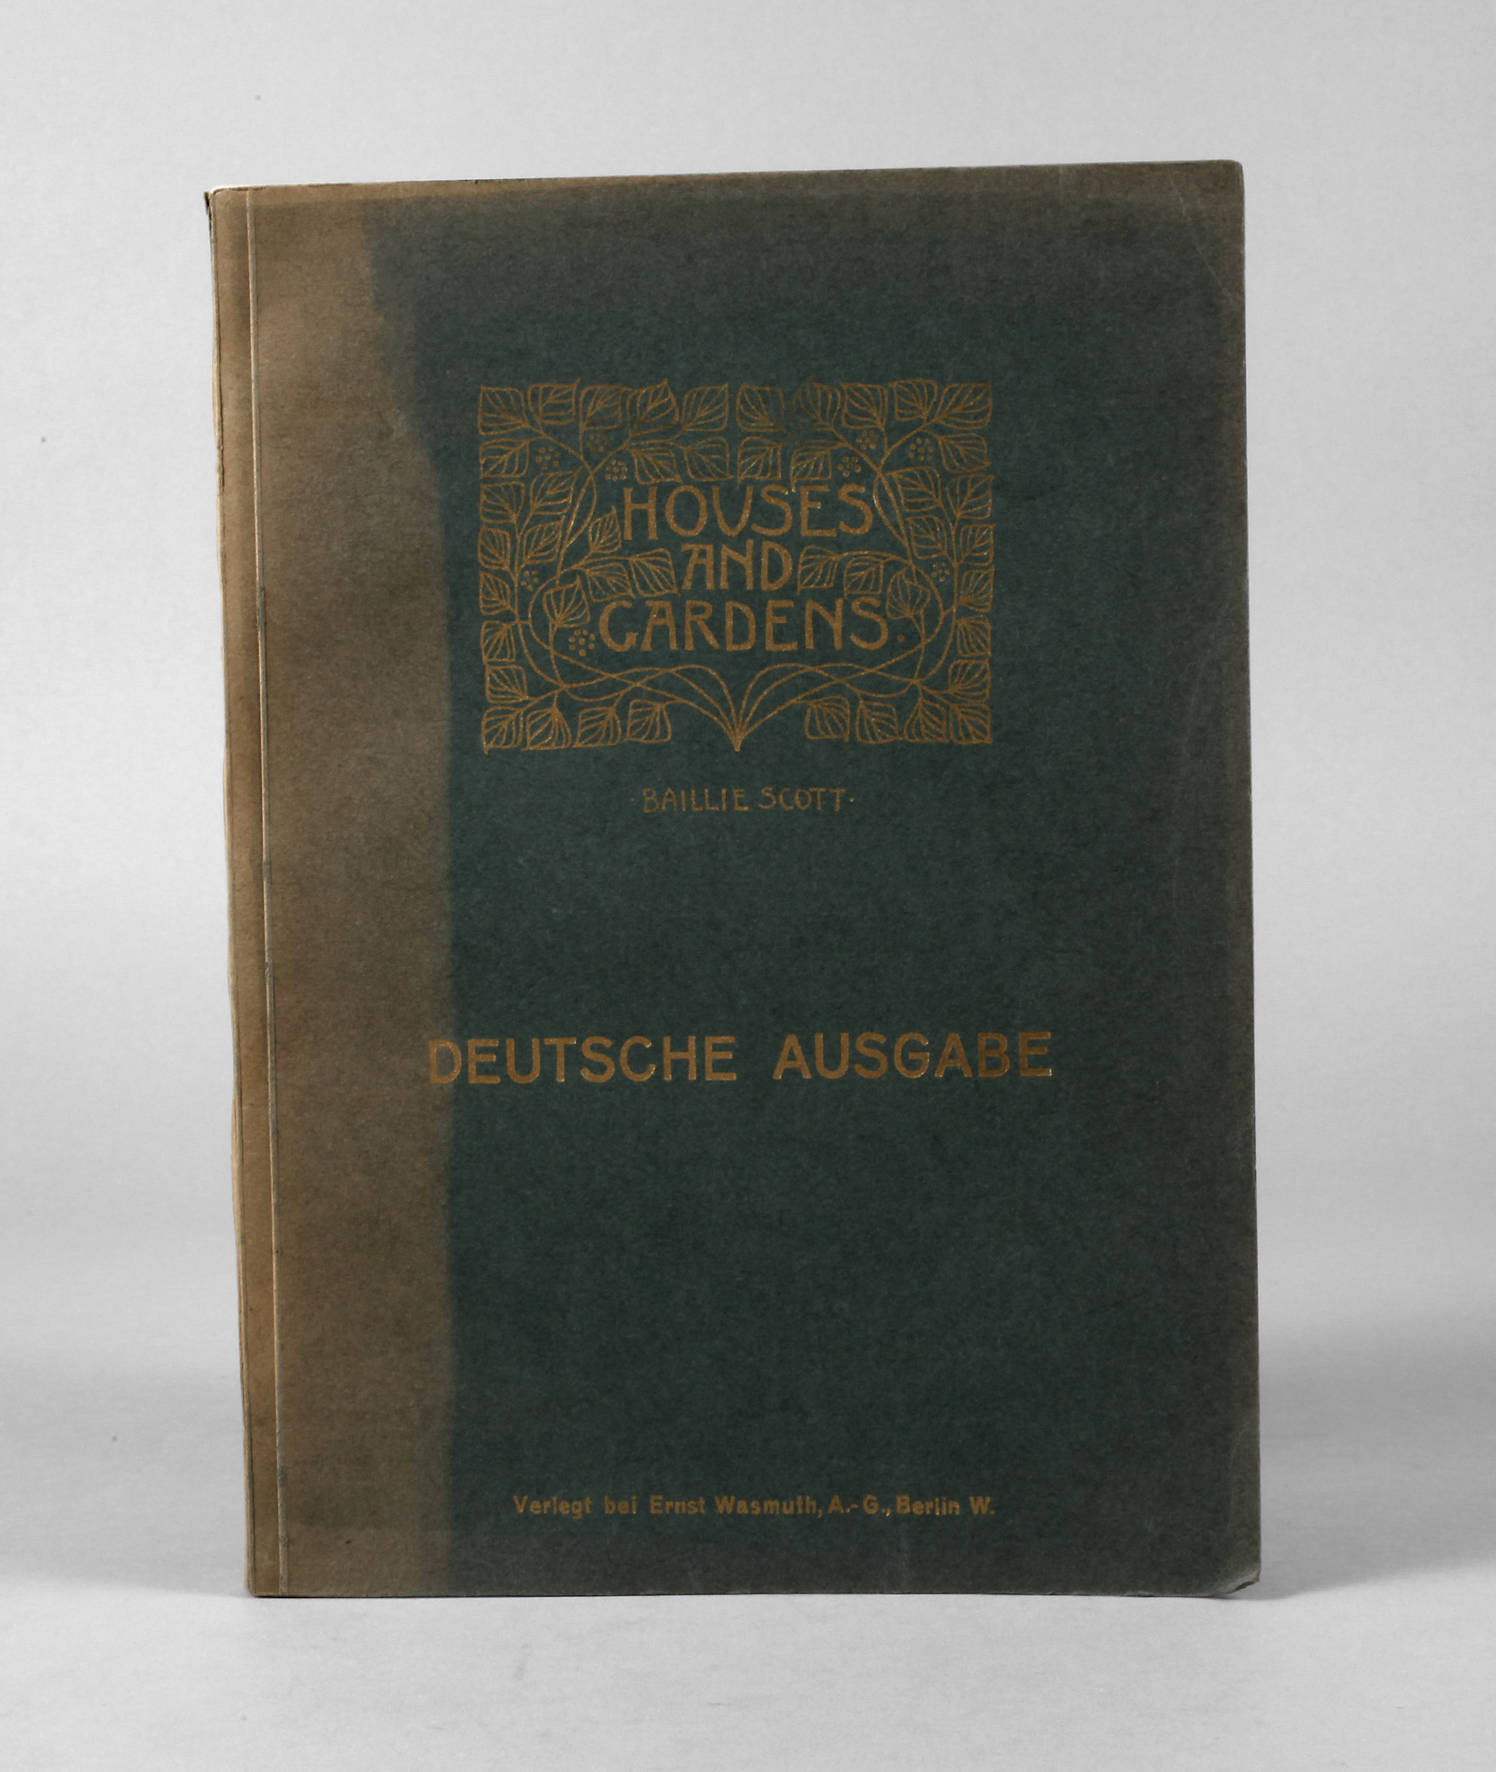 HOUSES
AND
GARDENS.
·BAILLIE SCOTT·
DEUTSCHE AUSGABE
Verlegt bei Ernst Wasmuth, A.-G., Berlin W.